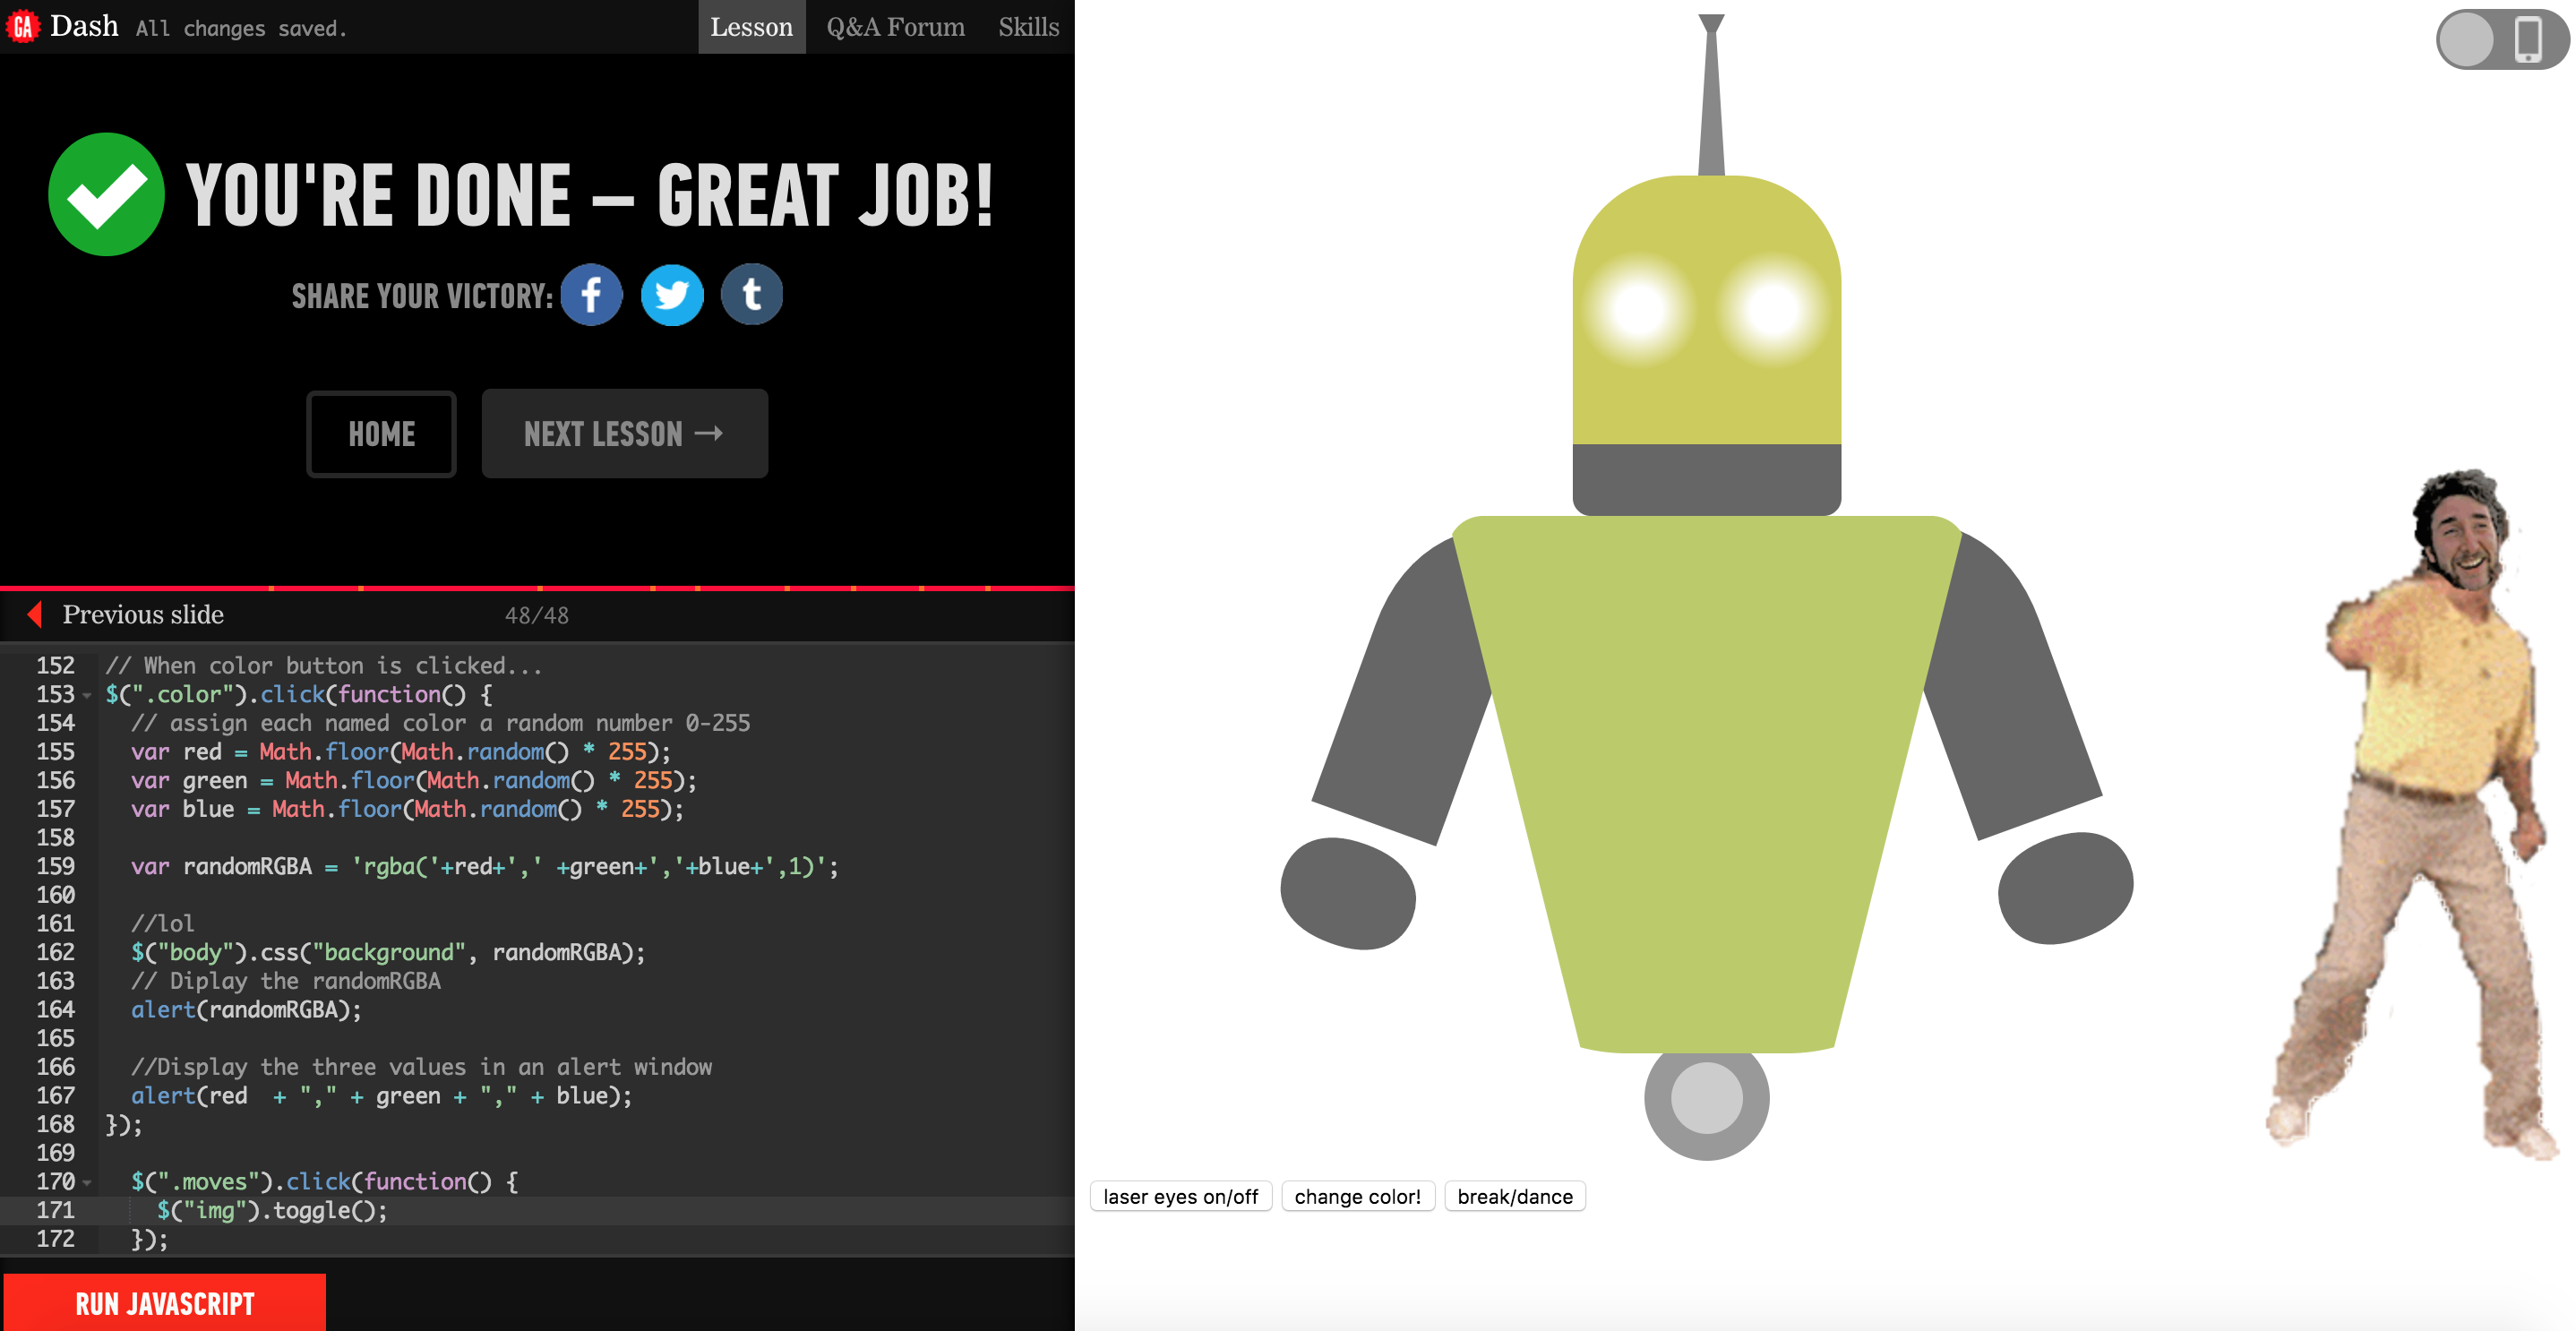 GA Dash All changes saved. Lesson Q&A Forum Skills
YOU'RE DONE – GREAT JOB!
SHARE YOUR VICTORY: f t
HOME NEXT LESSON →
Previous slide 48/48
152 // When color button is clicked...
153 $(".color").click(function() {
154 // assign each named color a random number 0-255
155 var red = Math.floor(Math.random() * 255);
156 var green = Math.floor(Math.random() * 255);
157 var blue = Math.floor(Math.random() * 255);
158
159 var randomRGBA = 'rgba('+red+',' +green+','+blue+',1)';
160
161 //lol
162 $("body").css("background", randomRGBA);
163 // Diplay the randomRGBA
164 alert(randomRGBA);
165
166 //Display the three values in an alert window
167 alert(red  + "," + green + "," + blue);
168 });
169
170 $(".moves").click(function() {
171 $("img").toggle();
172 });
RUN JAVASCRIPT
laser eyes on/off change color! break/dance